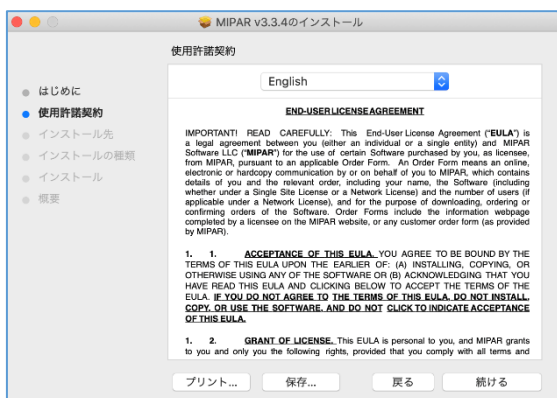 MIPAR v3.3.4のインストール
使用許諾契約
はじめに
使用許諾契約
インストール先
インストールの種類
インストール
概要
English
END-USER LICENSE AGREEMENT
IMPORTANT! READ CAREFULLY: This End-User License Agreement ("EULA") is
a legal agreement between you (either an individual or a single entity) and MIPAR
Software LLC ("MIPAR") for the use of certain Software purchased by you, as licensee,
from MIPAR, pursuant to an applicable Order Form. An Order Form means an online,
electronic or hardcopy communication by or on behalf of you to MIPAR, which contains
details of you and the relevant order, including your name, the Software (including
whether under a Single Site License or a Network License) and the number of users (if
applicable under a Network License), and for the purpose of downloading, ordering or
confirming orders of the Software. Order Forms include the information webpage
completed by a licensee on the MIPAR website, or any customer order form (as provided
by MIPAR).
1. 1. ACCEPTANCE OF THIS EULA. YOU AGREE TO BE BOUND BY THE
TERMS OF THIS EULA UPON THE EARLIER OF: (A) INSTALLING, COPYING, OR
OTHERWISE USING ANY OF THE SOFTWARE OR (B) ACKNOWLEDGING THAT YOU
HAVE READ THIS EULA AND CLICKING BELOW TO ACCEPT THE TERMS OF THE
EULA. IF YOU DO NOT AGREE TO THE TERMS OF THIS EULA, DO NOT INSTALL,
COPY, OR USE THE SOFTWARE, AND DO NOT CLICK TO INDICATE ACCEPTANCE
OF THIS EULA.
1. 2. GRANT OF LICENSE. This EULA is personal to you, and MIPAR grants
to you and only you the following rights, provided that you comply with all terms and
プリント... 保存... 戻る 続ける